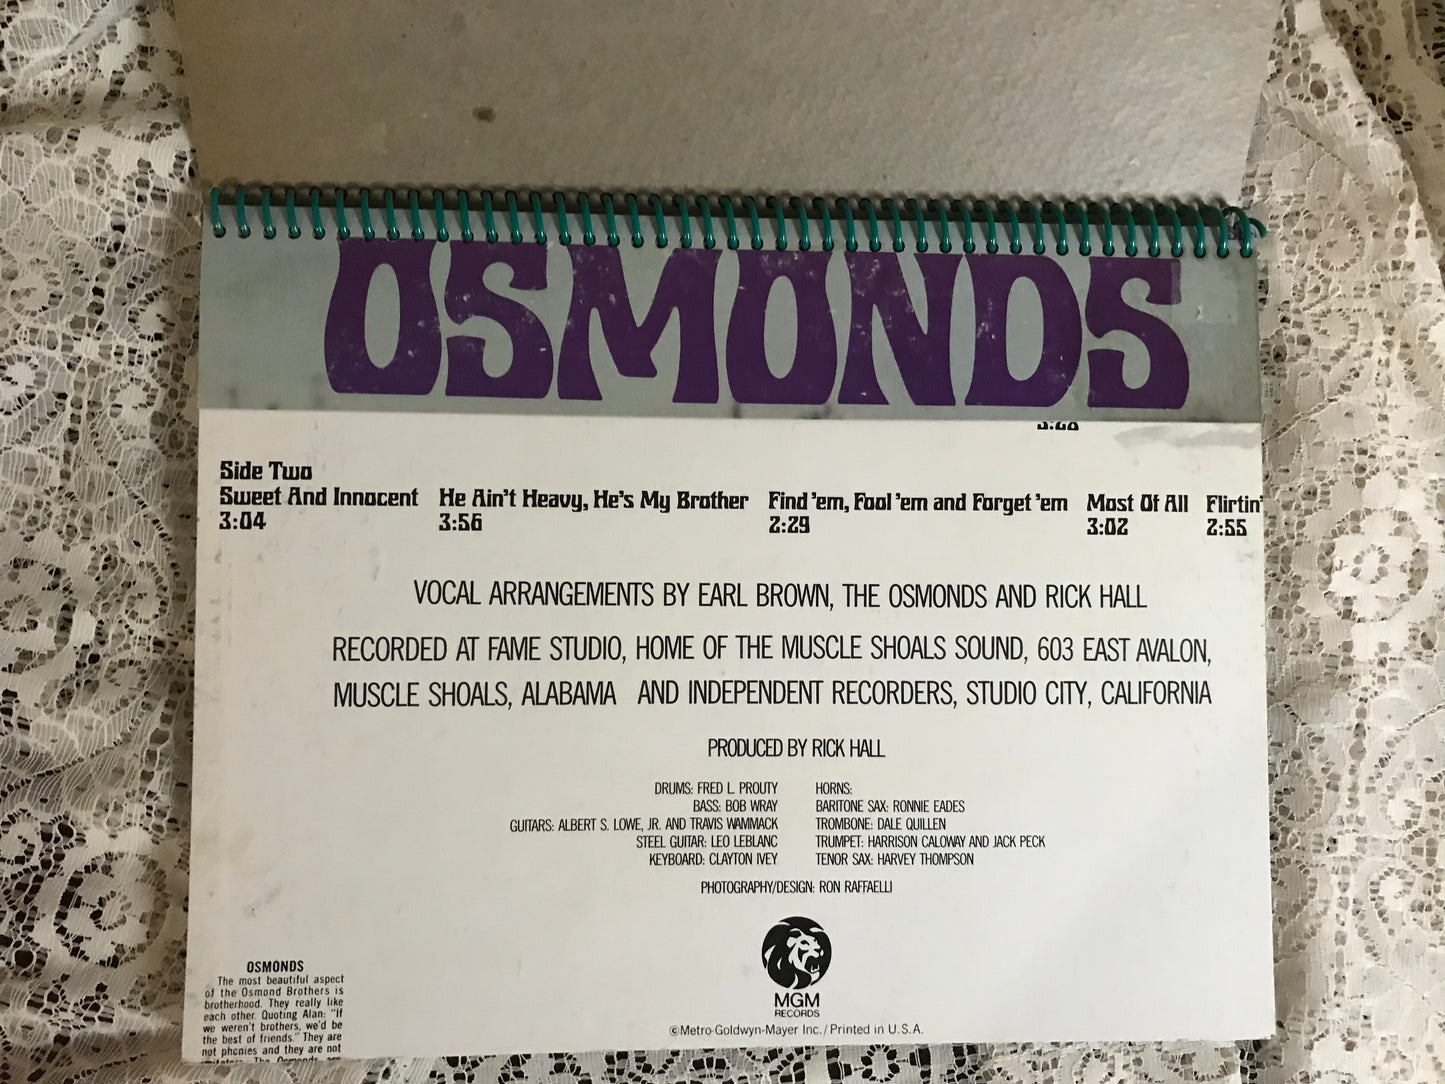 OSMONDS
3:28
Side Two
Sweet And Innocent He Ain't Heavy, He's My Brother Find 'em, Fool 'em and Forget 'em Most Of All Flirtin'
3:04 3:56 2:29 3:02 2:55
VOCAL ARRANGEMENTS BY EARL BROWN, THE OSMONDS AND RICK HALL
RECORDED AT FAME STUDIO, HOME OF THE MUSCLE SHOALS SOUND, 603 EAST AVALON,
MUSCLE SHOALS, ALABAMA AND INDEPENDENT RECORDERS, STUDIO CITY, CALIFORNIA
PRODUCED BY RICK HALL
DRUMS: FRED L. PROUTY
BASS: BOB WRAY
GUITARS: ALBERT S. LOWE, JR. AND TRAVIS WAMMACK
STEEL GUITAR: LEO LEBLANC
KEYBOARD: CLAYTON IVEY
HORNS:
BARITONE SAX: RONNIE EADES
TROMBONE: DALE QUILLEN
TRUMPET: HARRISON CALOWAY AND JACK PECK
TENOR SAX: HARVEY THOMPSON
PHOTOGRAPHY/DESIGN: RON RAFFAELLI
MGM
RECORDS
©Metro-Goldwyn-Mayer Inc./Printed in U.S.A.
OSMONDS
The most beautiful aspect
of the Osmond Brothers is
brotherhood. They really like
each other. Quoting Alan: "If
we weren't brothers, we'd be
the best of friends." They are
not phonies and they are not